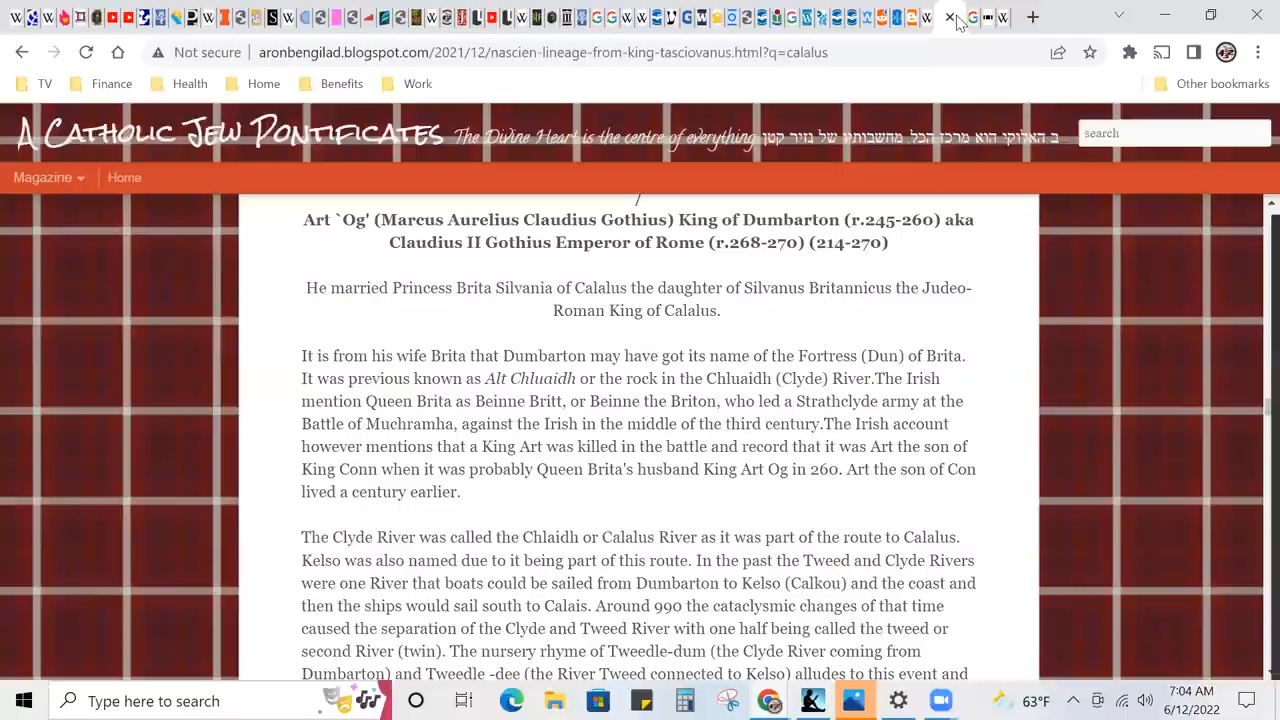 Not secure
aronbengilad.blogspot.com/2021/12/nascien-lineage-from-king-tasciovanus.html?q=calalus
TV Finance Health Home Benefits Work Other bookmarks
A Catholic Jew Pontificates The Divine Heart is the centre of everything ב האלוקי הוא מרכז הכל. מחשבותיו של נזיר קטן search
Magazine Home
/
Art `Og' (Marcus Aurelius Claudius Gothius) King of Dumbarton (r.245-260) aka
Claudius II Gothius Emperor of Rome (r.268-270) (214-270)
He married Princess Brita Silvania of Calalus the daughter of Silvanus Britannicus the Judeo-
Roman King of Calalus.
It is from his wife Brita that Dumbarton may have got its name of the Fortress (Dun) of Brita.
It was previous known as Alt Chluaidh or the rock in the Chluaidh (Clyde) River.The Irish
mention Queen Brita as Beinne Britt, or Beinne the Briton, who led a Strathclyde army at the
Battle of Muchramha, against the Irish in the middle of the third century.The Irish account
however mentions that a King Art was killed in the battle and record that it was Art the son of
King Conn when it was probably Queen Brita's husband King Art Og in 260. Art the son of Con
lived a century earlier.
The Clyde River was called the Chlaidh or Calalus River as it was part of the route to Calalus.
Kelso was also named due to it being part of this route. In the past the Tweed and Clyde Rivers
were one River that boats could be sailed from Dumbarton to Kelso (Calkou) and the coast and
then the ships would sail south to Calais. Around 990 the cataclysmic changes of that time
caused the separation of the Clyde and Tweed River with one half being called the tweed or
second River (twin). The nursery rhyme of Tweedle-dum (the Clyde River coming from
Dumbarton) and Tweedle -dee (the River Tweed connected to Kelso) alludes to this event and
Type here to search
63°F
7:04 AM
6/12/2022